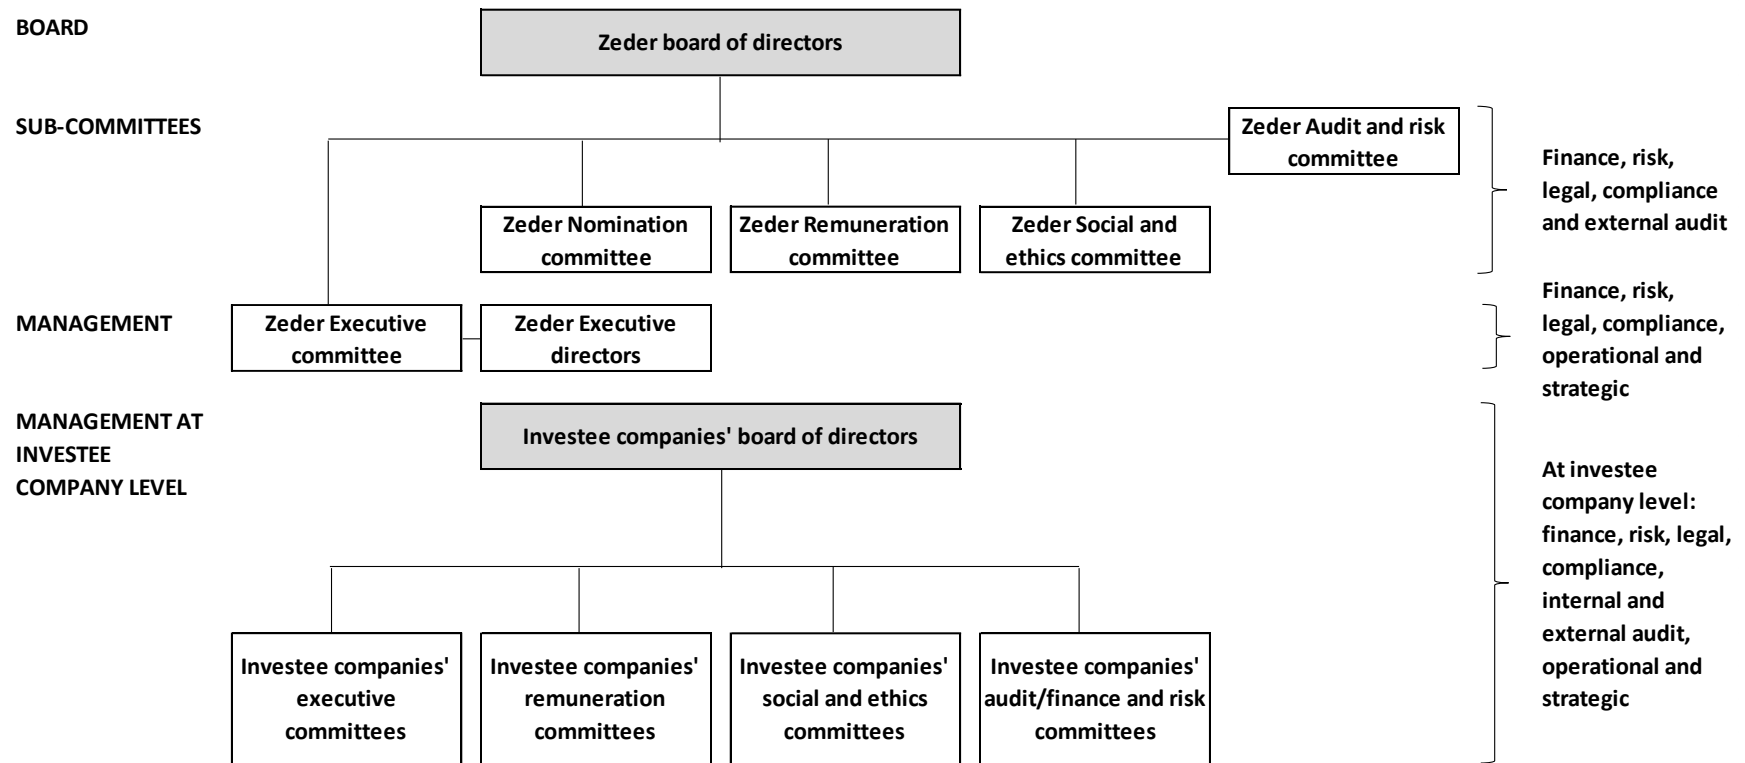 BOARD
Zeder board of directors
SUB-COMMITTEES
Zeder Audit and risk
committee
Finance, risk,
legal, compliance
and external audit
Zeder Nomination
committee
Zeder Remuneration
committee
Zeder Social and
ethics committee
MANAGEMENT
Zeder Executive
committee
Zeder Executive
directors
Finance, risk,
legal, compliance,
operational and
strategic
MANAGEMENT AT
INVESTEE
COMPANY LEVEL
Investee companies' board of directors
At investee
company level:
finance, risk, legal,
compliance,
internal and
external audit,
operational and
strategic
Investee companies'
executive
committees
Investee companies'
remuneration
committees
Investee companies'
social and ethics
committees
Investee companies'
audit/finance and risk
committees